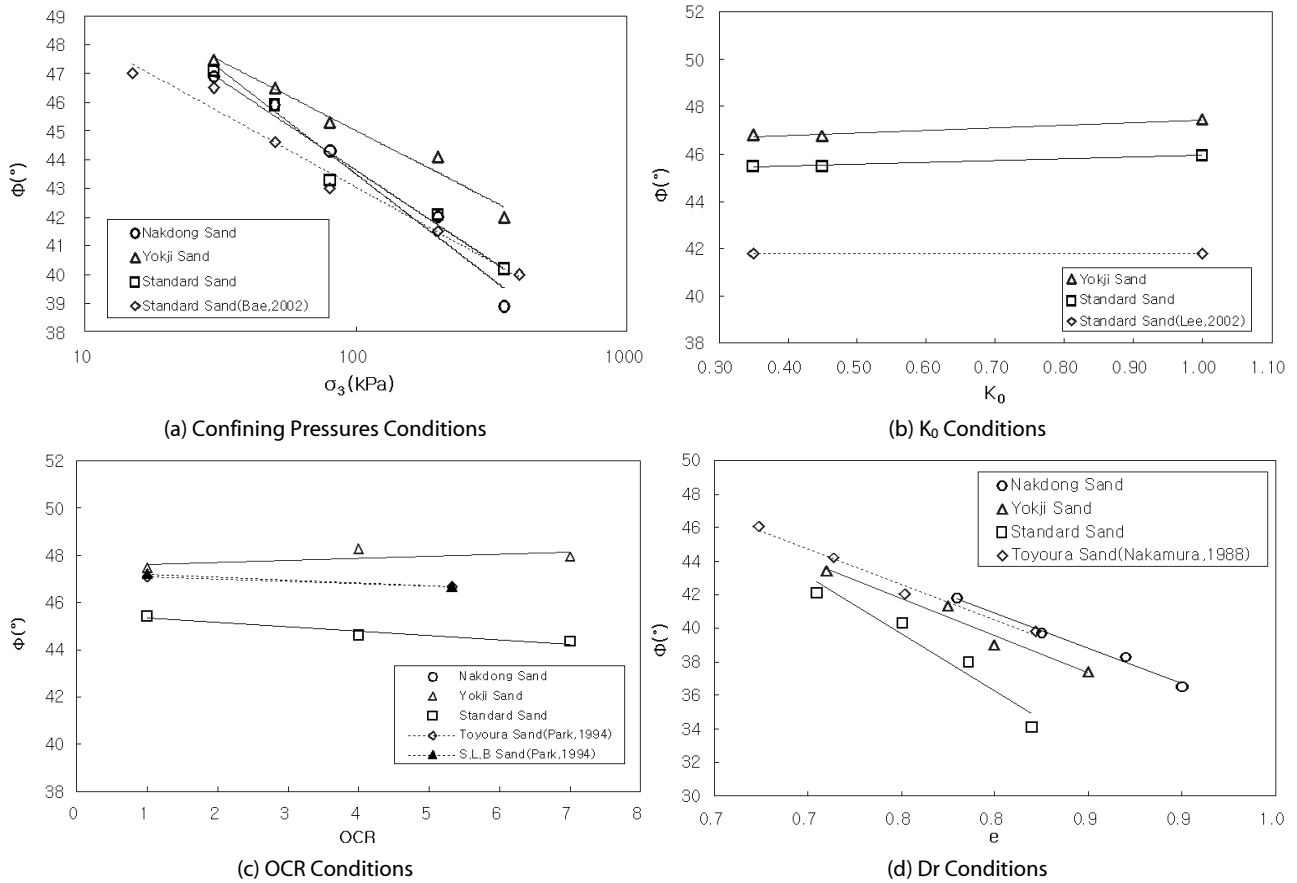 49
48
47
46
45
44
43
42
41
40
39
38
Φ(°)
Nakdong Sand
Yokji Sand
Standard Sand
Standard Sand(Bae,2002)
10
100
1000
σ3(kPa)
(a) Confining Pressures Conditions
52
50
48
46
44
42
40
38
Φ(°)
Yokji Sand
Standard Sand
Standard Sand(Lee,2002)
0.30 0.40 0.50 0.60 0.70 0.80 0.90 1.00 1.10
K0
(b) K0 Conditions
52
50
48
46
44
42
40
38
Φ(°)
Nakdong Sand
Yokji Sand
Standard Sand
Toyoura Sand(Park,1994)
S,L,B Sand(Park,1994)
0 1 2 3 4 5 6 7 8
OCR
(c) OCR Conditions
50
48
46
44
42
40
38
36
34
32
30
Φ(°)
Nakdong Sand
Yokji Sand
Standard Sand
Toyoura Sand(Nakamura,1988)
0.7 0.7 0.8 0.8 0.9 0.9 1.0
e
(d) Dr Conditions